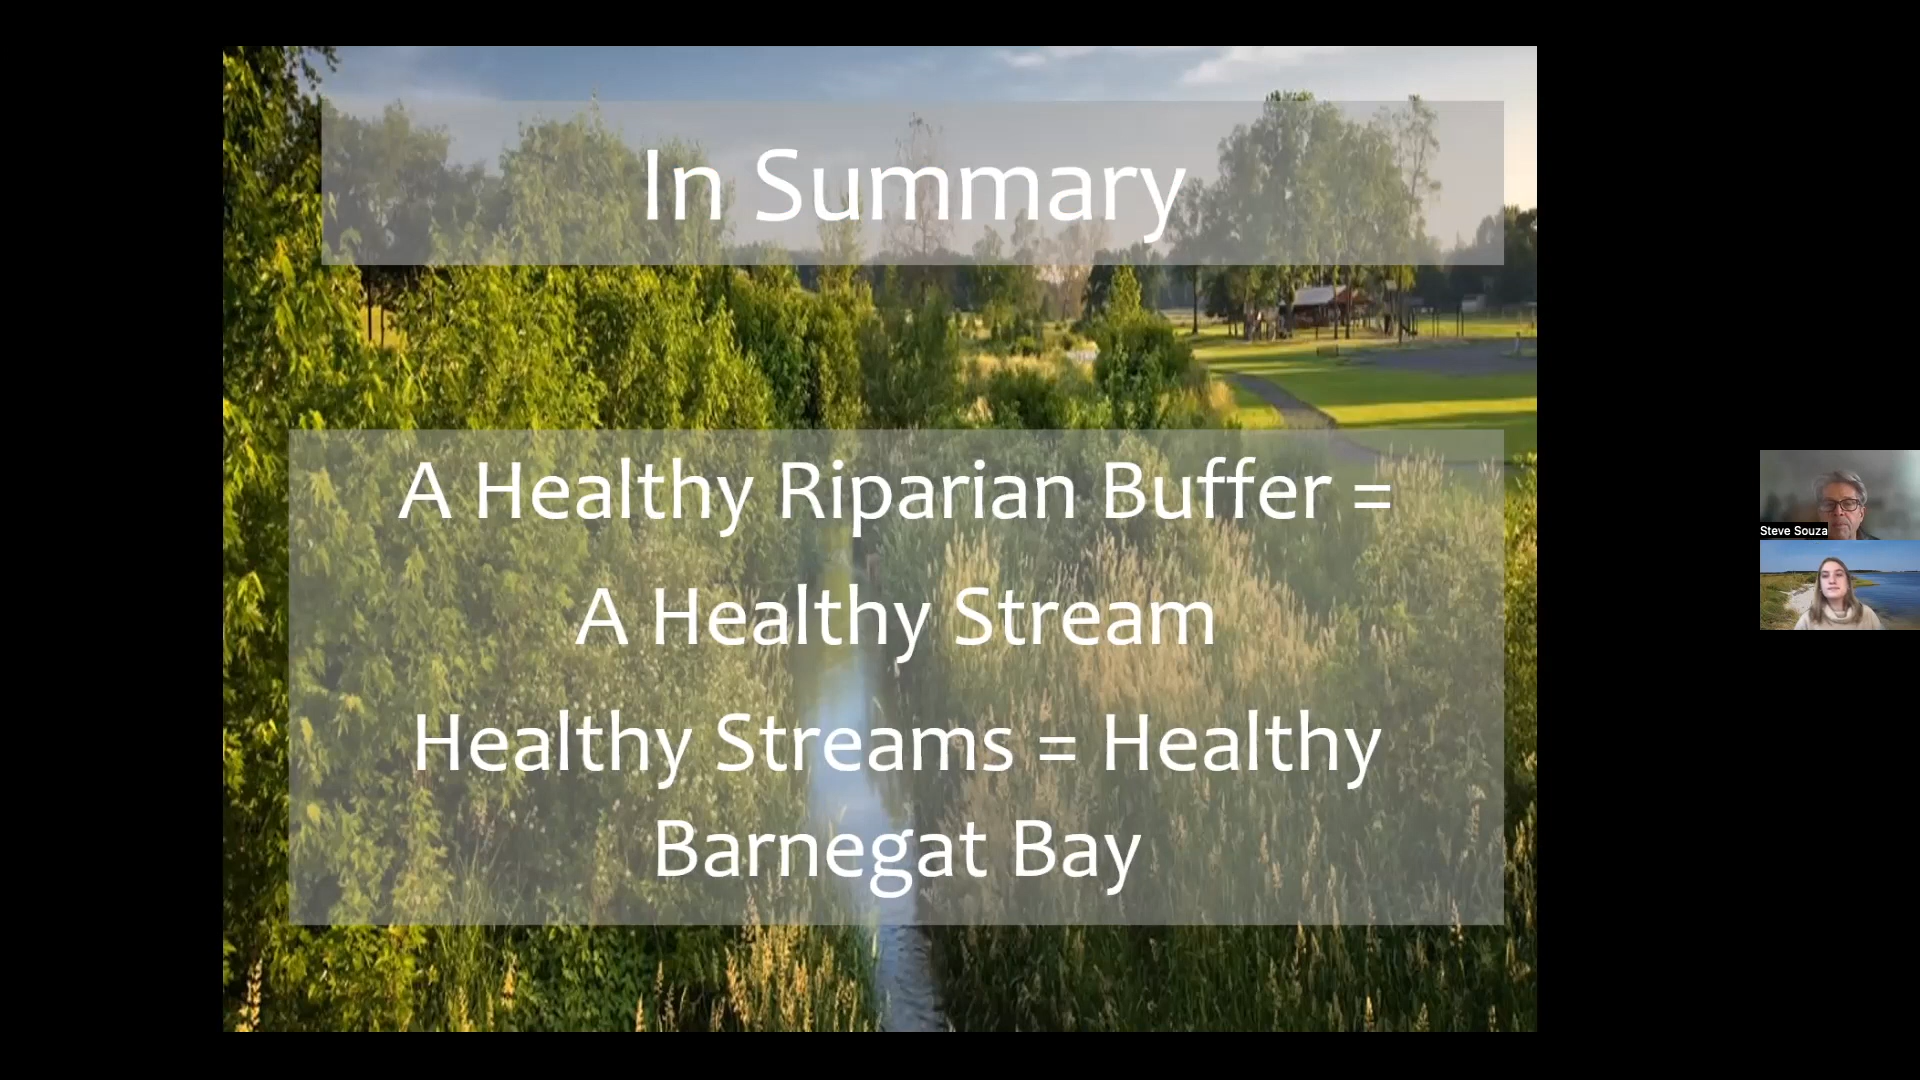 In Summary
A Healthy Riparian Buffer =
A Healthy Stream
Healthy Streams = Healthy
Barnegat Bay
Steve Souza